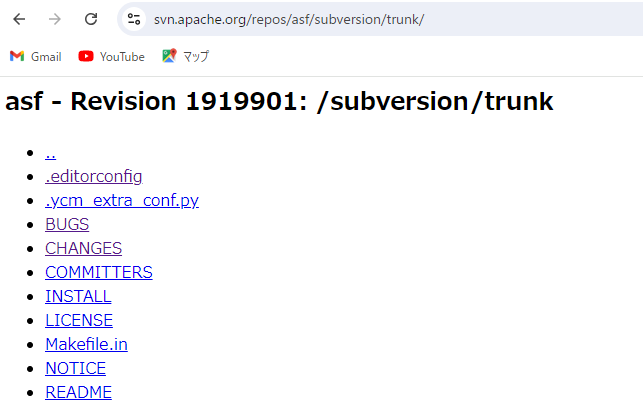 svn.apache.org/repos/asf/subversion/trunk/
Gmail YouTube マップ
asf - Revision 1919901: /subversion/trunk
..
.editorconfig
.ycm_extra_conf.py
BUGS
CHANGES
COMMITTERS
INSTALL
LICENSE
Makefile.in
NOTICE
README